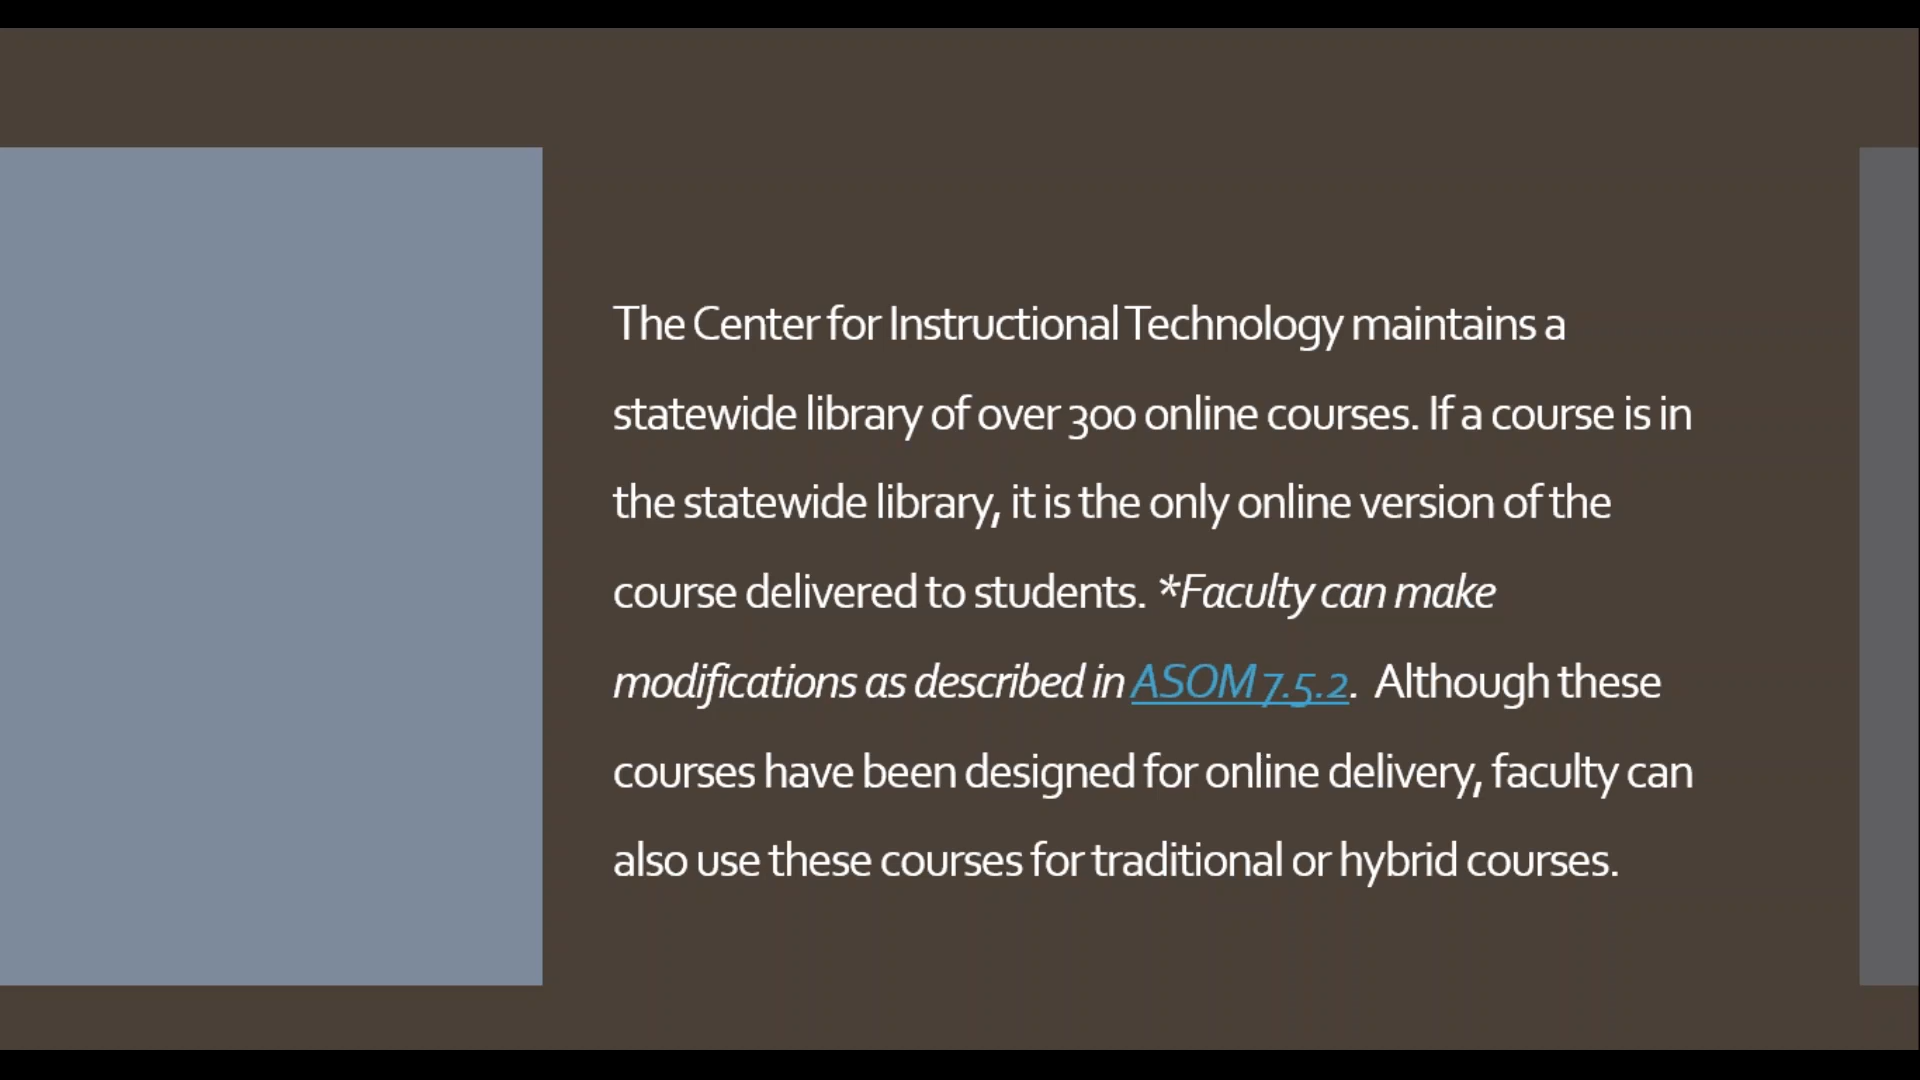 The Center for Instructional Technology maintains a
statewide library of over 300 online courses. If a course is in
the statewide library, it is the only online version of the
course delivered to students. *Faculty can make
modifications as described in ASOM 7.5.2. Although these
courses have been designed for online delivery, faculty can
also use these courses for traditional or hybrid courses.